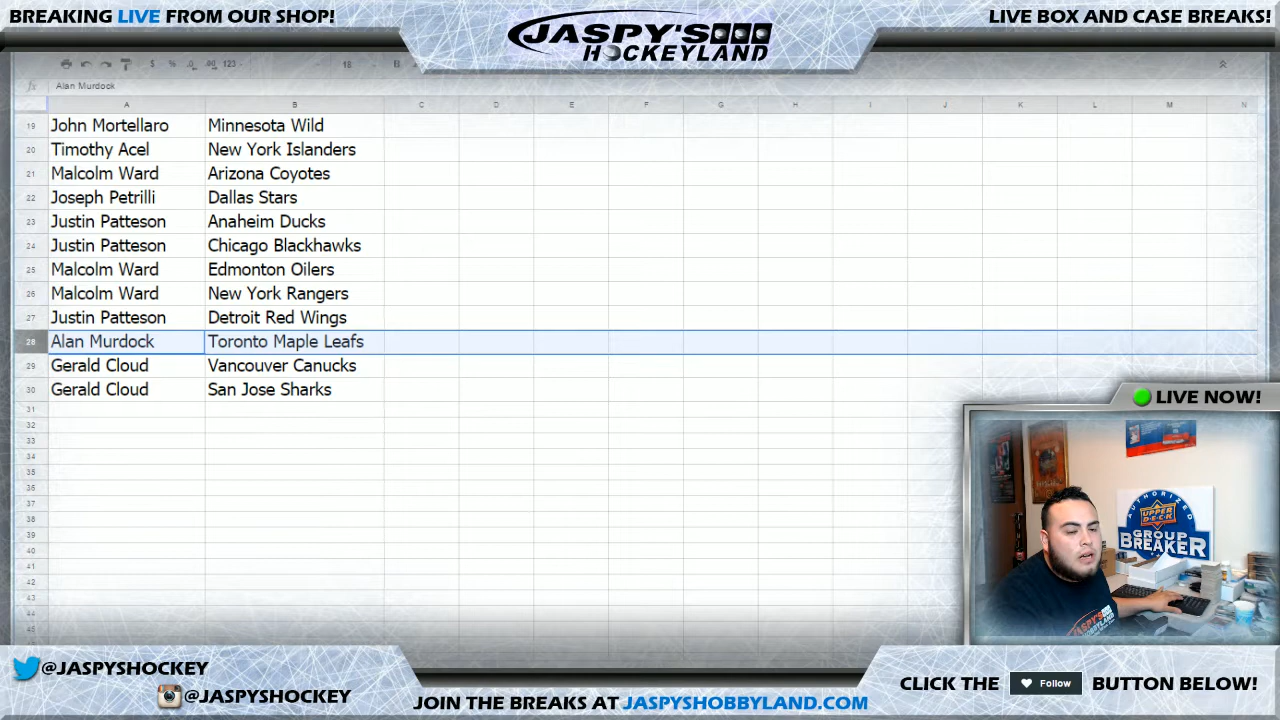 BREAKING LIVE FROM OUR SHOP!
JASPY'S
HOCKEYLAND
LIVE BOX AND CASE BREAKS!
$ % .0 .00 123 18 B
fx Alan Murdock
A B C D E F G H I J K L M N
19 John Mortellaro Minnesota Wild
20 Timothy Acel New York Islanders
21 Malcolm Ward Arizona Coyotes
22 Joseph Petrilli Dallas Stars
23 Justin Patteson Anaheim Ducks
24 Justin Patteson Chicago Blackhawks
25 Malcolm Ward Edmonton Oilers
26 Malcolm Ward New York Rangers
27 Justin Patteson Detroit Red Wings
28 Alan Murdock Toronto Maple Leafs
29 Gerald Cloud Vancouver Canucks
30 Gerald Cloud San Jose Sharks
31
32
33
34
35
36
37
38
39
40
41
42
43
44
45
LIVE NOW!
AUTHORIZED
UPPER
DECK
GROUP
BREAKER
JASPY'S
@JASPYSHOCKEY
@JASPYSHOCKEY
JOIN THE BREAKS AT JASPYSHOBBYLAND.COM
CLICK THE Follow BUTTON BELOW!